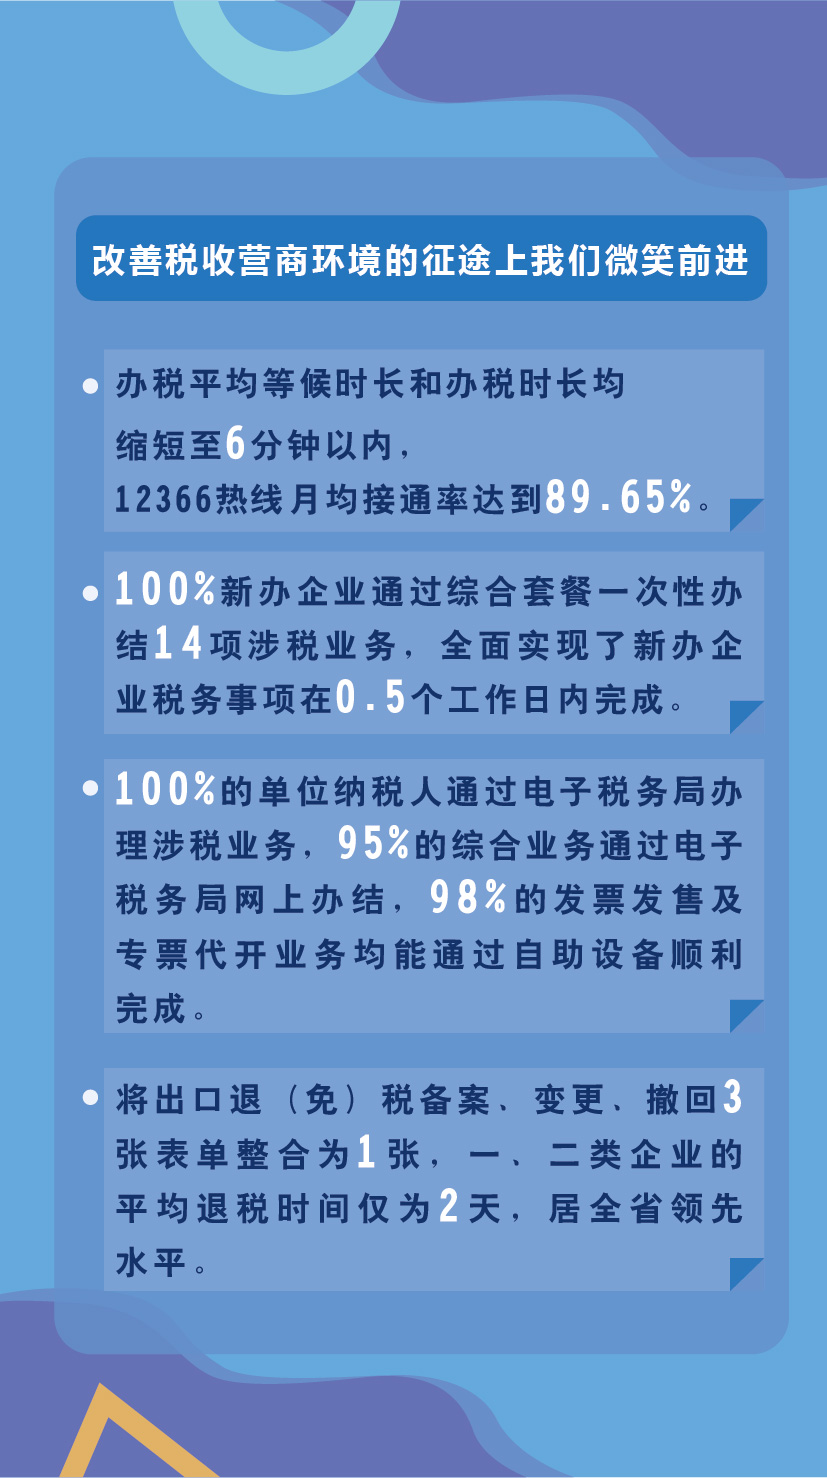 改善税收营商环境的征途上我们微笑前进
办税平均等候时长和办税时长均
缩短至6分钟以内，
12366热线月均接通率达到89.65%。
100%新办企业通过综合套餐一次性办
结14项涉税业务，全面实现了新办企
业税务事项在0.5个工作日内完成。
100%的单位纳税人通过电子税务局办
理涉税业务，95%的综合业务通过电子
税务局网上办结，98%的发票发售及
专票代开业务均能通过自助设备顺利
完成。
将出口退（免）税备案、变更、撤回3
张表单整合为1张，一、二类企业的
平均退税时间仅为2天，居全省领先
水平。